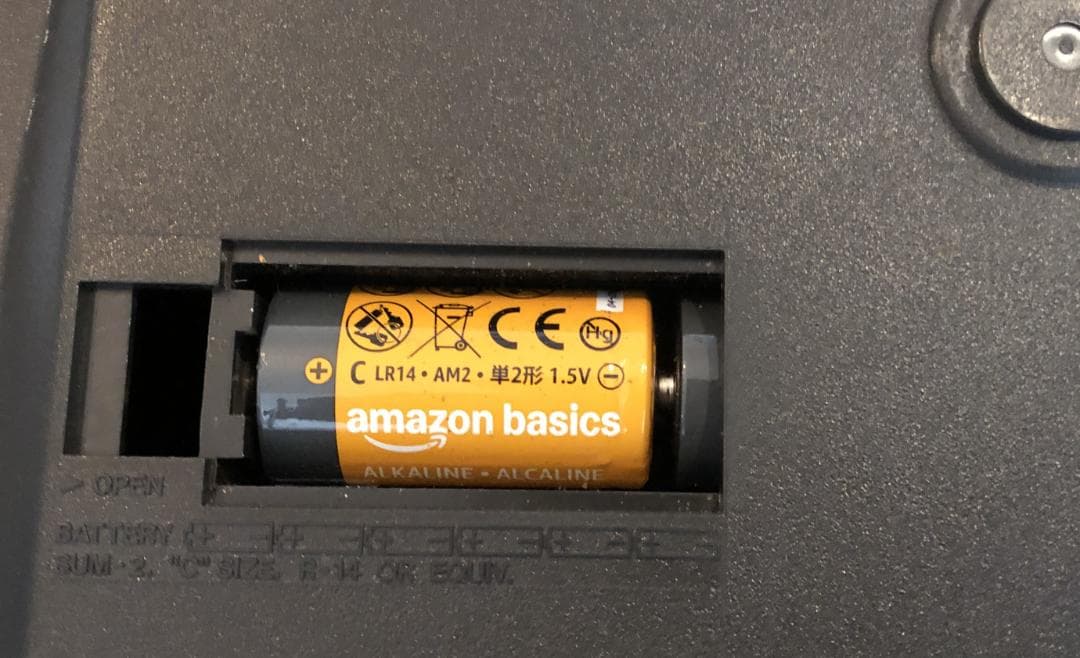 Hg
+ C LR14 • AM2 • 単2形 1.5V −
amazon basics
ALKALINE • ALCALINE
> OPEN
BATTERY
SUM-2, "C" SIZE, R-14 OR EQUIV.